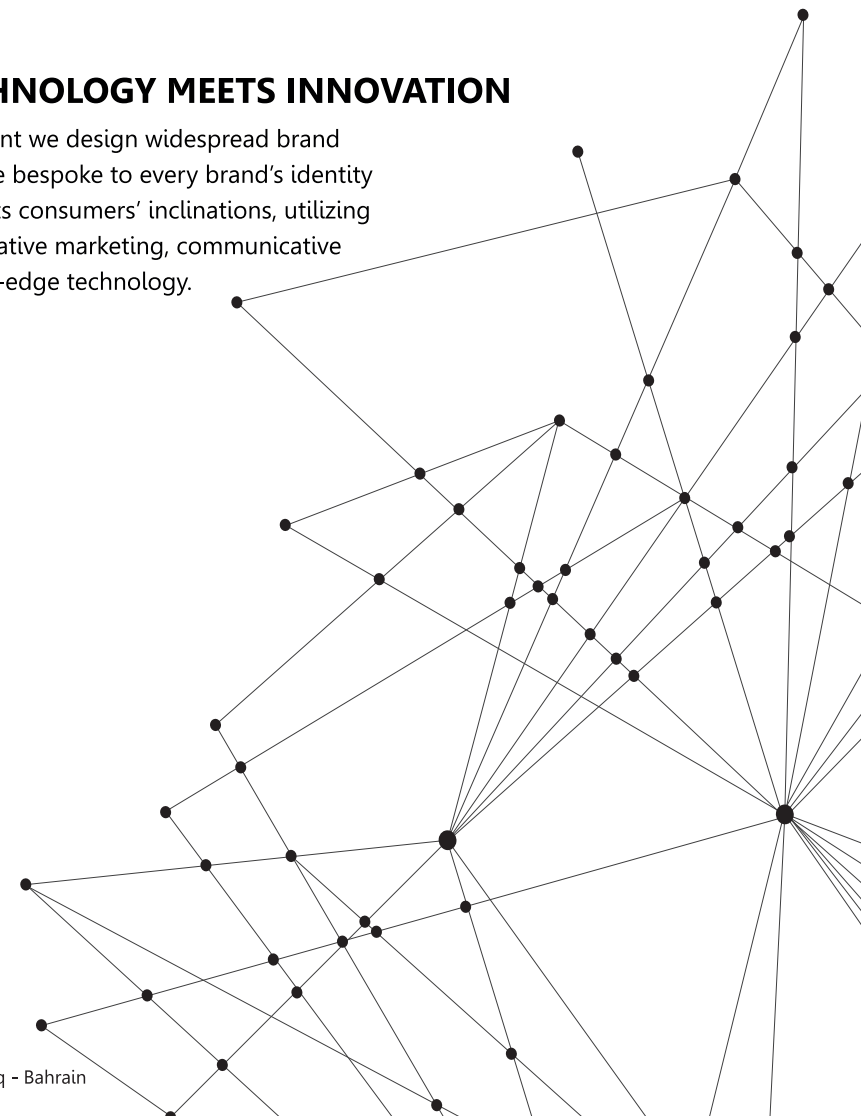 HNOLOGY MEETS INNOVATION
nt we design widespread brand
e bespoke to every brand’s identity
ts consumers’ inclinations, utilizing
ative marketing, communicative
-edge technology.
q - Bahrain